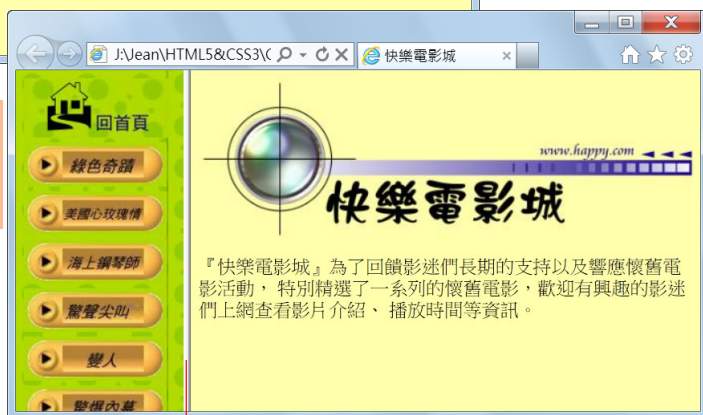 J:\Jean\HTML5&CSS3\(
快樂電影城
回首頁
綠色奇蹟
美國心玫瑰情
海上鋼琴師
驚聲尖叫
變人
驚爆內幕
www.happy.com
快樂電影城
『快樂電影城』為了回饋影迷們長期的支持以及響應懷舊電
影活動， 特別精選了一系列的懷舊電影，歡迎有興趣的影迷
們上網查看影片介紹、 播放時間等資訊。